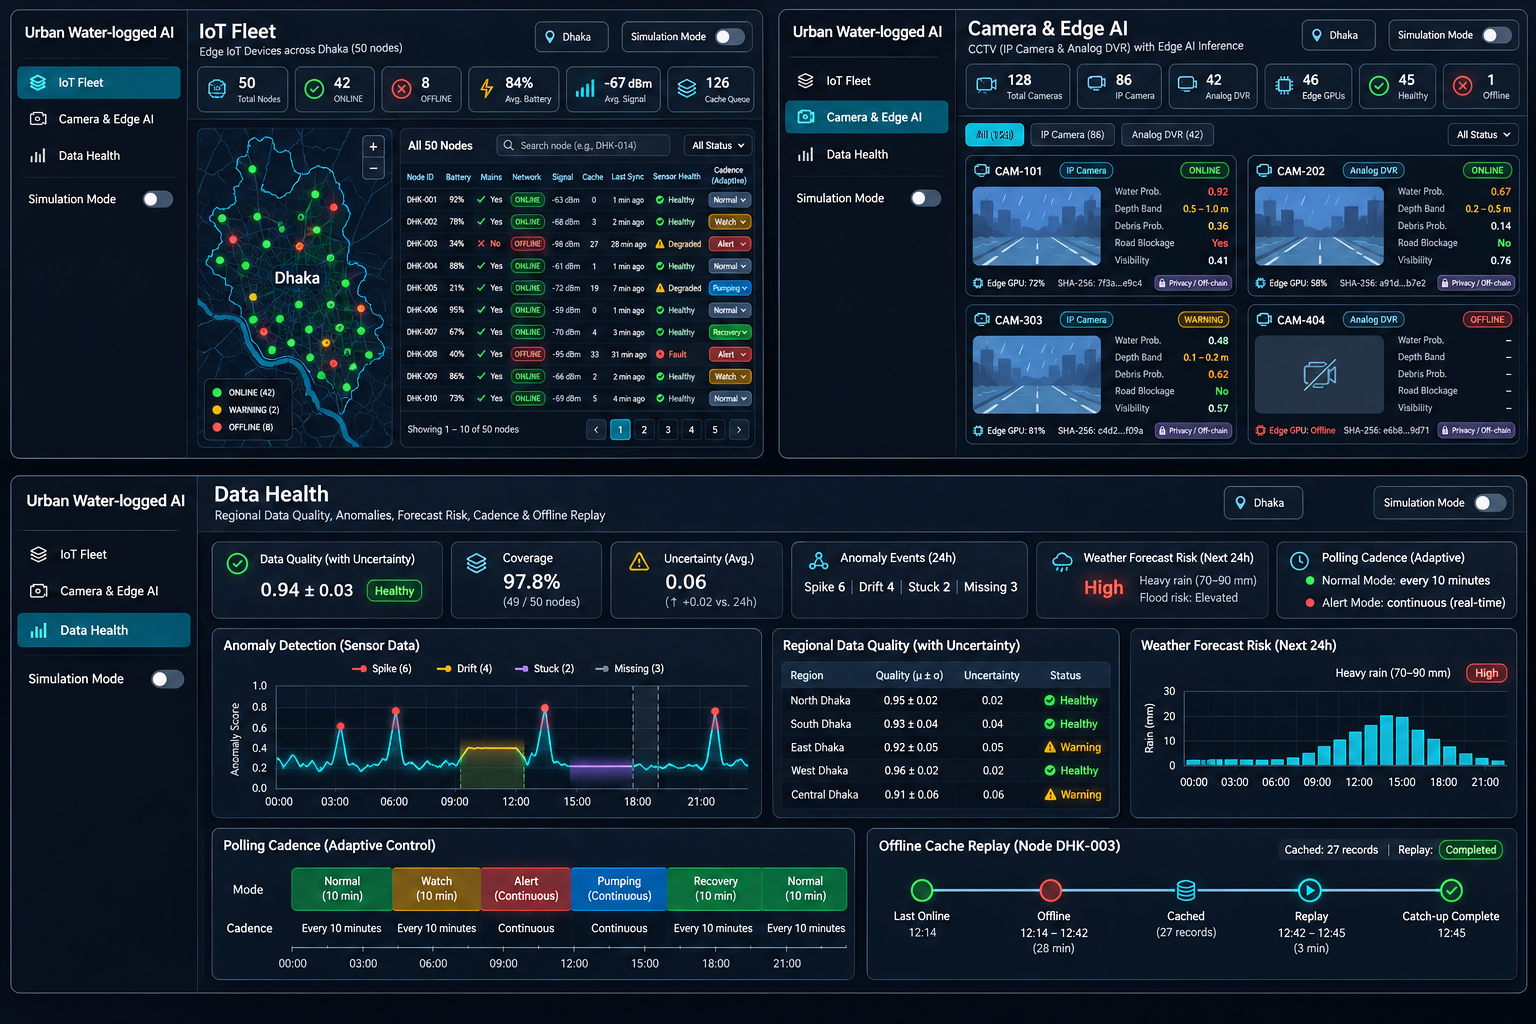 Urban Water-logged AI
IoT Fleet
Camera & Edge AI
Data Health
Simulation Mode
IoT Fleet
Edge IoT Devices across Dhaka (50 nodes)
Dhaka
Simulation Mode
50 Total Nodes
42 ONLINE
8 OFFLINE
84% Avg. Battery
-67 dBm Avg. Signal
126 Cache Queue
+
−
Dhaka
ONLINE (42)
WARNING (2)
OFFLINE (8)
All 50 Nodes
Search node (e.g., DHK-014)
All Status
Node ID Battery Mains Network Signal Cache Last Sync Sensor Health Cadence (Adaptive)
DHK-001 92% Yes ONLINE -63 dBm 0 1 min ago Healthy Normal
DHK-002 78% Yes ONLINE -68 dBm 3 2 min ago Healthy Watch
DHK-003 34% No OFFLINE -98 dBm 27 28 min ago Degraded Alert
DHK-004 88% Yes ONLINE -61 dBm 1 1 min ago Healthy Normal
DHK-005 21% Yes ONLINE -72 dBm 19 7 min ago Degraded Pumping
DHK-006 95% Yes ONLINE -59 dBm 0 1 min ago Healthy Normal
DHK-007 67% Yes ONLINE -70 dBm 4 3 min ago Healthy Recovery
DHK-008 40% Yes OFFLINE -95 dBm 33 31 min ago Fault Alert
DHK-009 86% Yes ONLINE -66 dBm 2 2 min ago Healthy Watch
DHK-010 73% Yes ONLINE -69 dBm 5 4 min ago Healthy Normal
Showing 1 – 10 of 50 nodes
1 2 3 4 5
Urban Water-logged AI
IoT Fleet
Camera & Edge AI
Data Health
Simulation Mode
Camera & Edge AI
CCTV (IP Camera & Analog DVR) with Edge AI Inference
Dhaka
Simulation Mode
128 Total Cameras
86 IP Camera
42 Analog DVR
46 Edge GPUs
45 Healthy
1 Offline
All
IP Camera (86)
Analog DVR (42)
All Status
CAM-101 IP Camera ONLINE
Water Prob. 0.92
Depth Band 0.5 – 1.0 m
Debris Prob. 0.36
Road Blockage Yes
Visibility 0.41
Edge GPU: 72% SHA-256: 7f3a...e9c4 Privacy / Off-chain
CAM-202 Analog DVR ONLINE
Water Prob. 0.67
Depth Band 0.2 – 0.5 m
Debris Prob. 0.14
Road Blockage No
Visibility 0.76
Edge GPU: 58% SHA-256: a91d...b7e2 Privacy / Off-chain
CAM-303 IP Camera WARNING
Water Prob. 0.48
Depth Band 0.1 – 0.2 m
Debris Prob. 0.62
Road Blockage No
Visibility 0.57
Edge GPU: 81% SHA-256: c4d2...f09a Privacy / Off-chain
CAM-404 Analog DVR OFFLINE
Water Prob. –
Depth Band –
Debris Prob. –
Road Blockage –
Visibility –
Edge GPU: Offline SHA-256: e6b8...9d71 Privacy / Off-chain
Urban Water-logged AI
IoT Fleet
Camera & Edge AI
Data Health
Simulation Mode
Data Health
Regional Data Quality, Anomalies, Forecast Risk, Cadence & Offline Replay
Dhaka
Simulation Mode
Data Quality (with Uncertainty)
0.94 ± 0.03 Healthy
Coverage
97.8%
(49 / 50 nodes)
Uncertainty (Avg.)
0.06
(↑ +0.02 vs. 24h)
Anomaly Events (24h)
Spike 6 | Drift 4 | Stuck 2 | Missing 3
Weather Forecast Risk (Next 24h)
High
Heavy rain (70–90 mm)
Flood risk: Elevated
Polling Cadence (Adaptive)
Normal Mode: every 10 minutes
Alert Mode: continuous (real-time)
Anomaly Detection (Sensor Data)
Spike (6) Drift (4) Stuck (2) Missing (3)
Anomaly Score
1.0
0.8
0.6
0.4
0.2
0.0
00:00 03:00 06:00 09:00 12:00 15:00 18:00 21:00
Regional Data Quality (with Uncertainty)
Region Quality (μ ± σ) Uncertainty Status
North Dhaka 0.95 ± 0.02 0.02 Healthy
South Dhaka 0.93 ± 0.04 0.04 Healthy
East Dhaka 0.92 ± 0.05 0.05 Warning
West Dhaka 0.96 ± 0.02 0.02 Healthy
Central Dhaka 0.91 ± 0.06 0.06 Warning
Weather Forecast Risk (Next 24h)
Heavy rain (70–90 mm) High
Rain (mm)
30
20
10
0
00:00 03:00 06:00 09:00 12:00 15:00 18:00 21:00
Polling Cadence (Adaptive Control)
Mode
Normal (10 min)
Watch (10 min)
Alert (Continuous)
Pumping (Continuous)
Recovery (10 min)
Normal (10 min)
Cadence Every 10 minutes Every 10 minutes Continuous Continuous Every 10 minutes Every 10 minutes
00:00 03:00 06:00 09:00 12:00 15:00 18:00 21:00
Offline Cache Replay (Node DHK-003)
Cached: 27 records | Replay: Completed
Last Online
12:14
Offline
12:14 – 12:42
(28 min)
Cached
(27 records)
Replay
12:42 – 12:45
(3 min)
Catch-up Complete
12:45